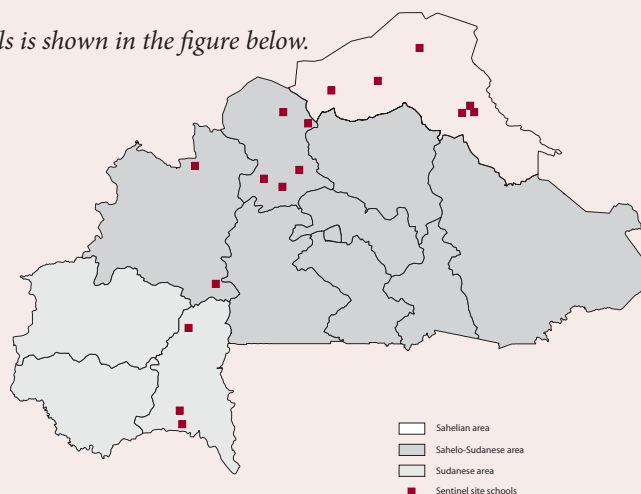 ls is shown in the figure below.
Sahelian area
Sahelo-Sudanese area
Sudanese area
Sentinel site schools